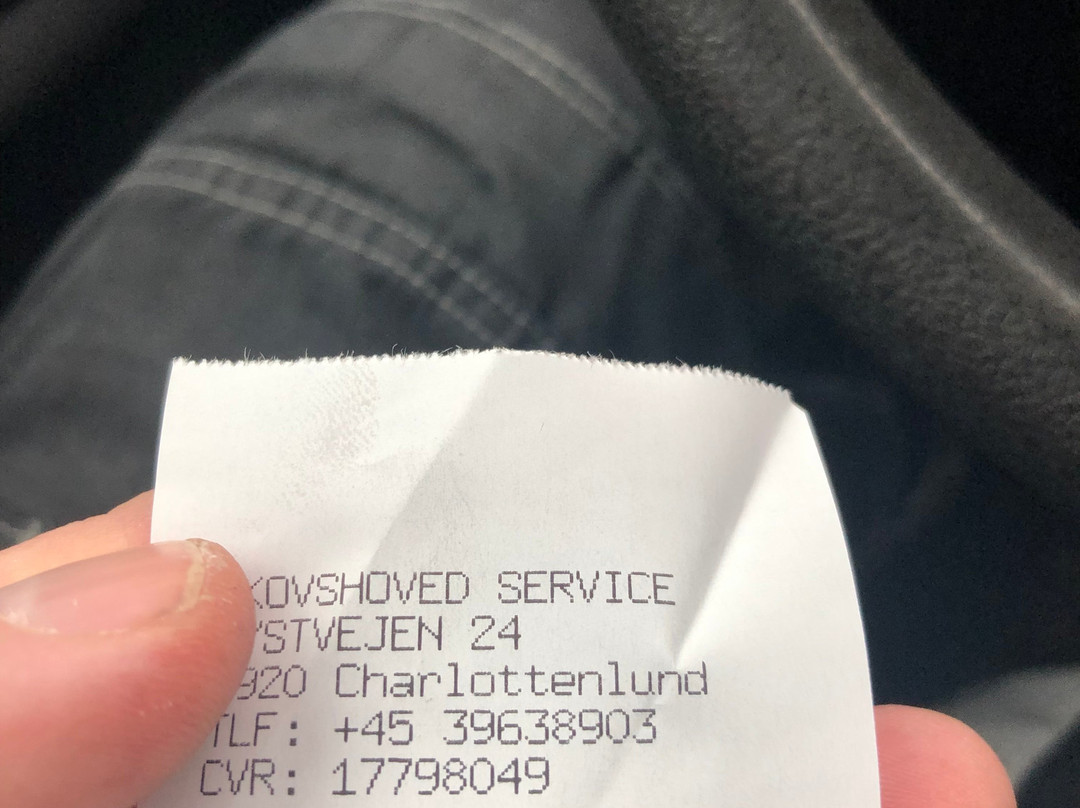 KOVSHOVED SERVICE
YSTVEJEN 24
920 Charlottenlund
TLF: +45 39638903
CVR: 17798049